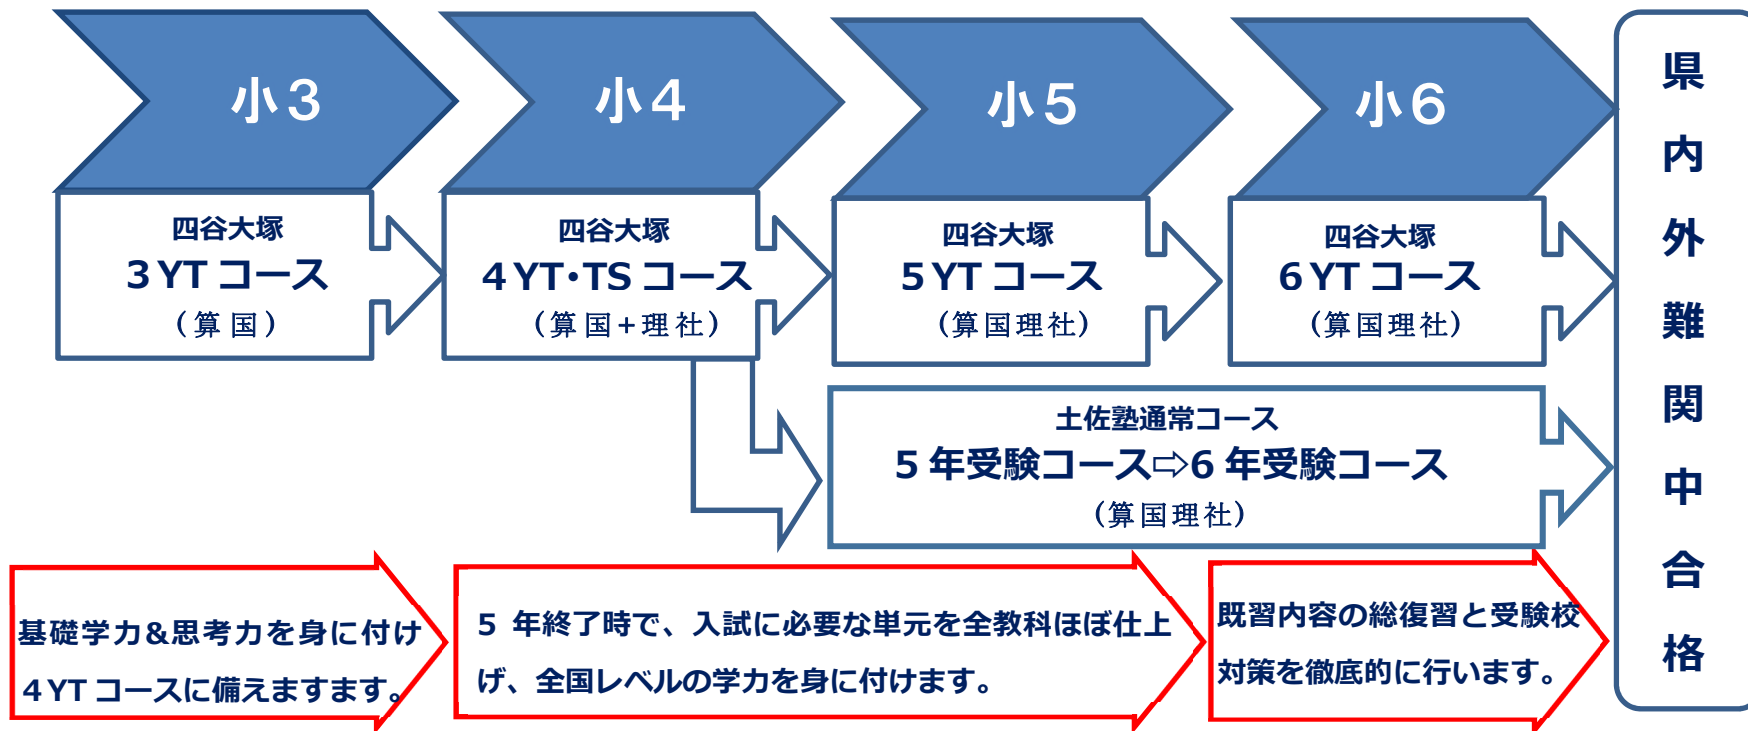 小３
小４
小５
小６
四谷大塚
３YT コース
（算国）
四谷大塚
４YT・TS コース
（算国+理社）
四谷大塚
５YT コース
（算国理社）
四谷大塚
６YT コース
（算国理社）
土佐塾通常コース
５年受験コース⇨６年受験コース
（算国理社）
基礎学力&思考力を身に付け
４YT コースに備えますます。
５ 年終了時で、入試に必要な単元を全教科ほぼ仕上
げ、全国レベルの学力を身に付けます。
既習内容の総復習と受験校
対策を徹底的に行います。
県内外難関中合格